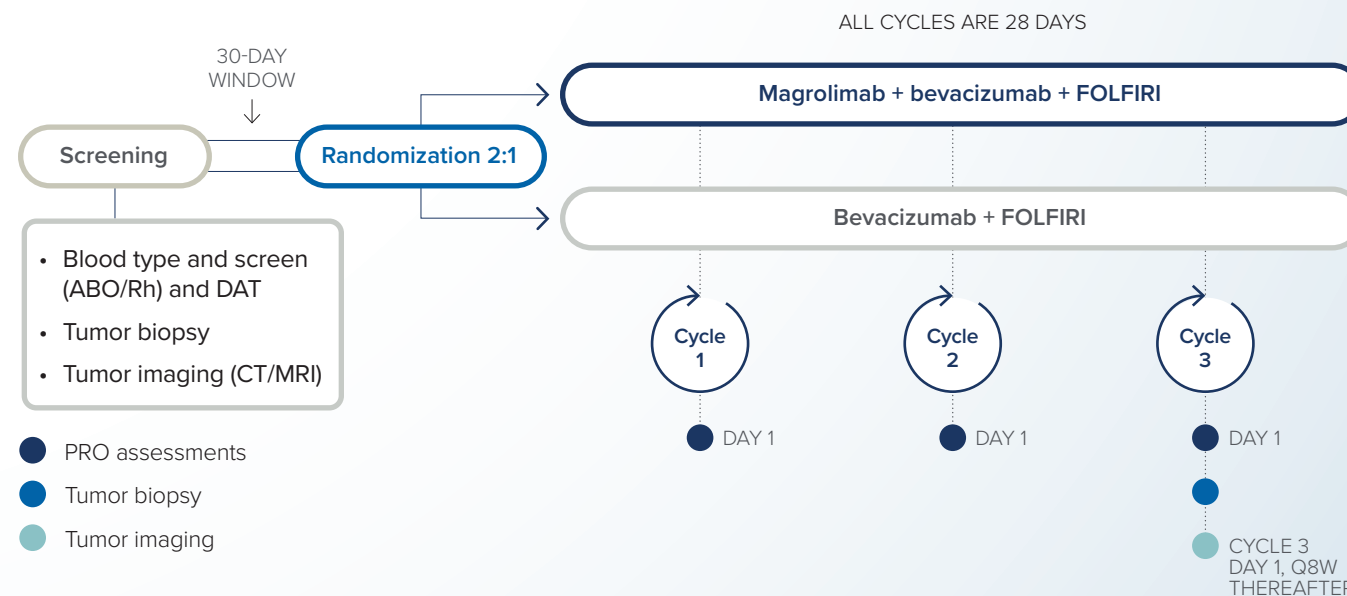 ALL CYCLES ARE 28 DAYS
30-DAY
WINDOW
Magrolimab + bevacizumab + FOLFIRI
Screening
Randomization 2:1
Bevacizumab + FOLFIRI
• Blood type and screen
(ABO/Rh) and DAT
• Tumor biopsy
• Tumor imaging (CT/MRI)
Cycle
1
Cycle
2
Cycle
3
DAY 1
DAY 1
DAY 1
PRO assessments
Tumor biopsy
Tumor imaging
CYCLE 3
DAY 1, Q8W
THEREAFTER